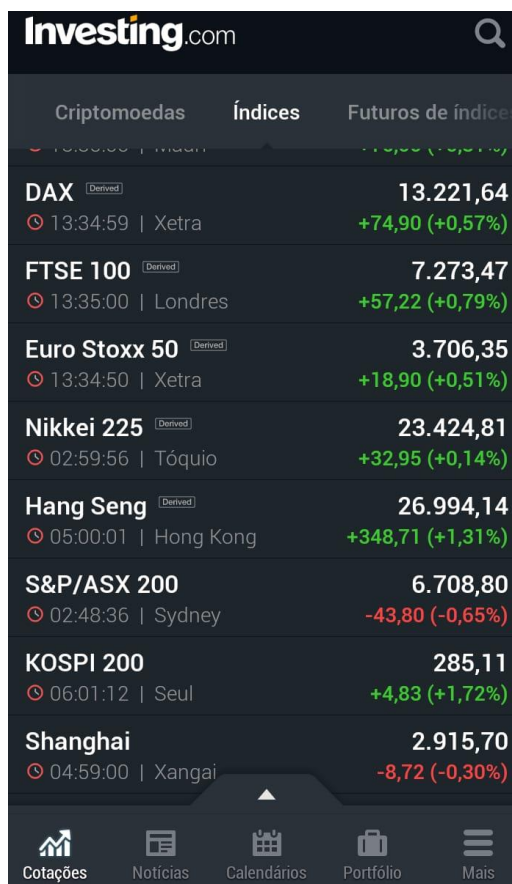 Investing.com
Criptomoedas Índices Futuros de índice
DAX Derived 13.221,64
13:34:59 | Xetra +74,90 (+0,57%)
FTSE 100 Derived 7.273,47
13:35:00 | Londres +57,22 (+0,79%)
Euro Stoxx 50 Derived 3.706,35
13:34:50 | Xetra +18,90 (+0,51%)
Nikkei 225 Derived 23.424,81
02:59:56 | Tóquio +32,95 (+0,14%)
Hang Seng Derived 26.994,14
05:00:01 | Hong Kong +348,71 (+1,31%)
S&P/ASX 200 6.708,80
02:48:36 | Sydney -43,80 (-0,65%)
KOSPI 200 285,11
06:01:12 | Seul +4,83 (+1,72%)
Shanghai 2.915,70
04:59:00 | Xangai -8,72 (-0,30%)
Cotações Notícias Calendários Portfólio Mais